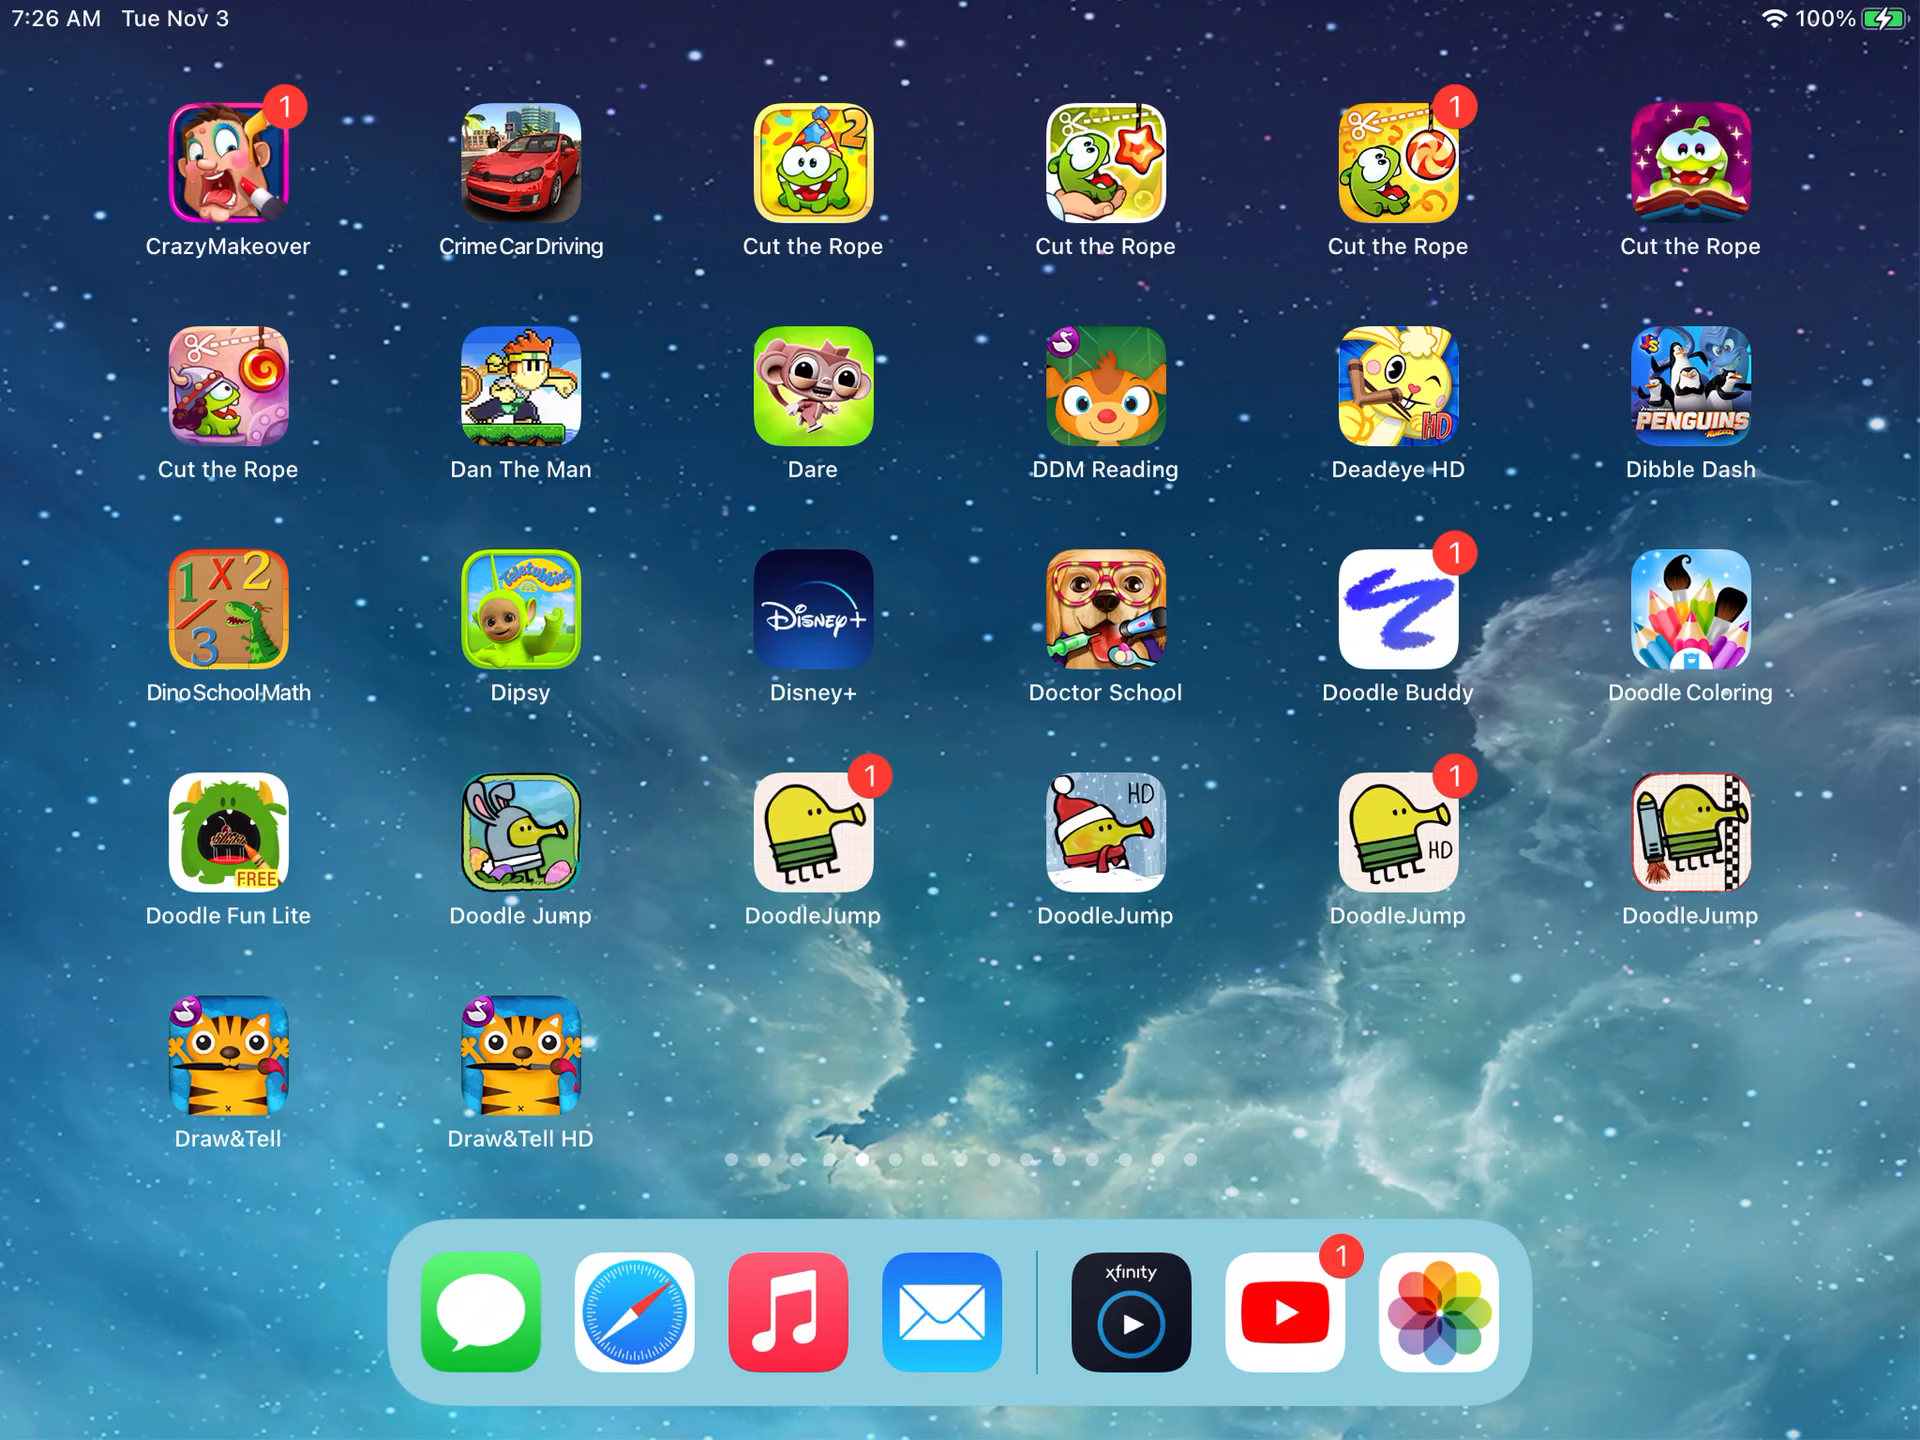 7:26 AM Tue Nov 3
100%
1
2
1
CrazyMakeover
CrimeCarDriving
Cut the Rope
Cut the Rope
Cut the Rope
Cut the Rope
HD
PENGUINS
Cut the Rope
Dan The Man
Dare
DDM Reading
Deadeye HD
Dibble Dash
1 X 2
3
Teletubbies
Disney+
1
DinoSchoolMath
Dipsy
Disney+
Doctor School
Doodle Buddy
Doodle Coloring
FREE
1
HD
1
HD
Doodle Fun Lite
Doodle Jump
DoodleJump
DoodleJump
DoodleJump
DoodleJump
Draw&Tell
Draw&Tell HD
xfinity
1